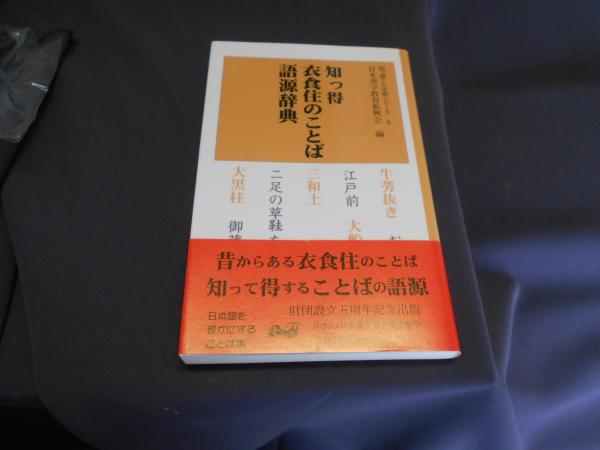 日本漢字教育振興会 編
知っ得
衣食住のことば
語源辞典
牛蒡抜き
江戸前
三和土
二足の草鞋
大黒柱
昔からある衣食住のことば
知って得することばの語源
財団設立五周年記念出版
日本語を
豊かにする
ことば集